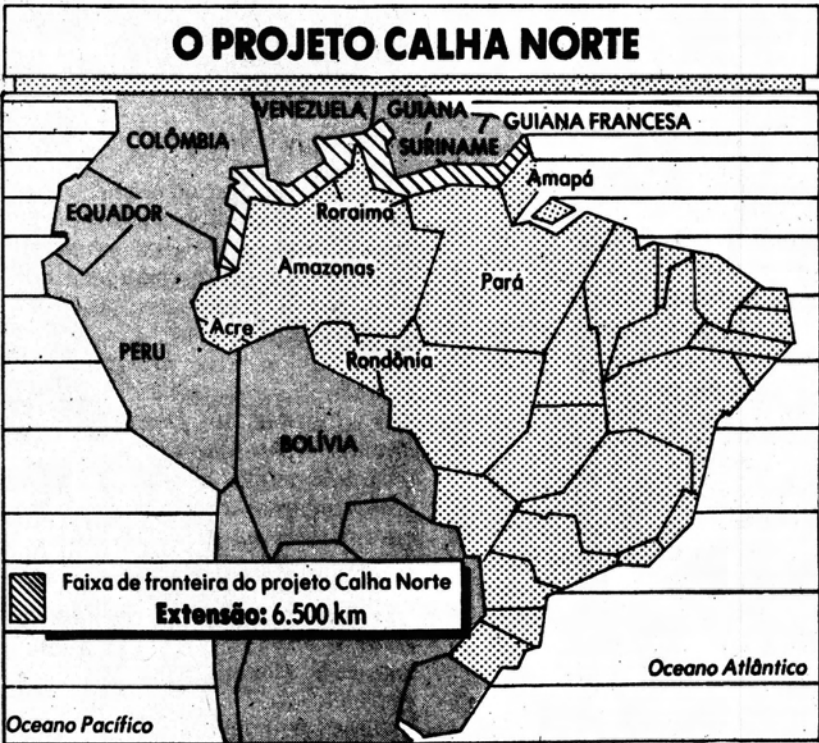 O PROJETO CALHA NORTE
VENEZUELA
GUIANA
GUIANA FRANCESA
COLÔMBIA
SURINAME
Amapá
EQUADOR
Roraima
Amazonas
Pará
Acre
PERU
Rondônia
BOLÍVIA
Faixa de fronteira do projeto Calha Norte
Extensão: 6.500 km
Oceano Atlântico
Oceano Pacífico